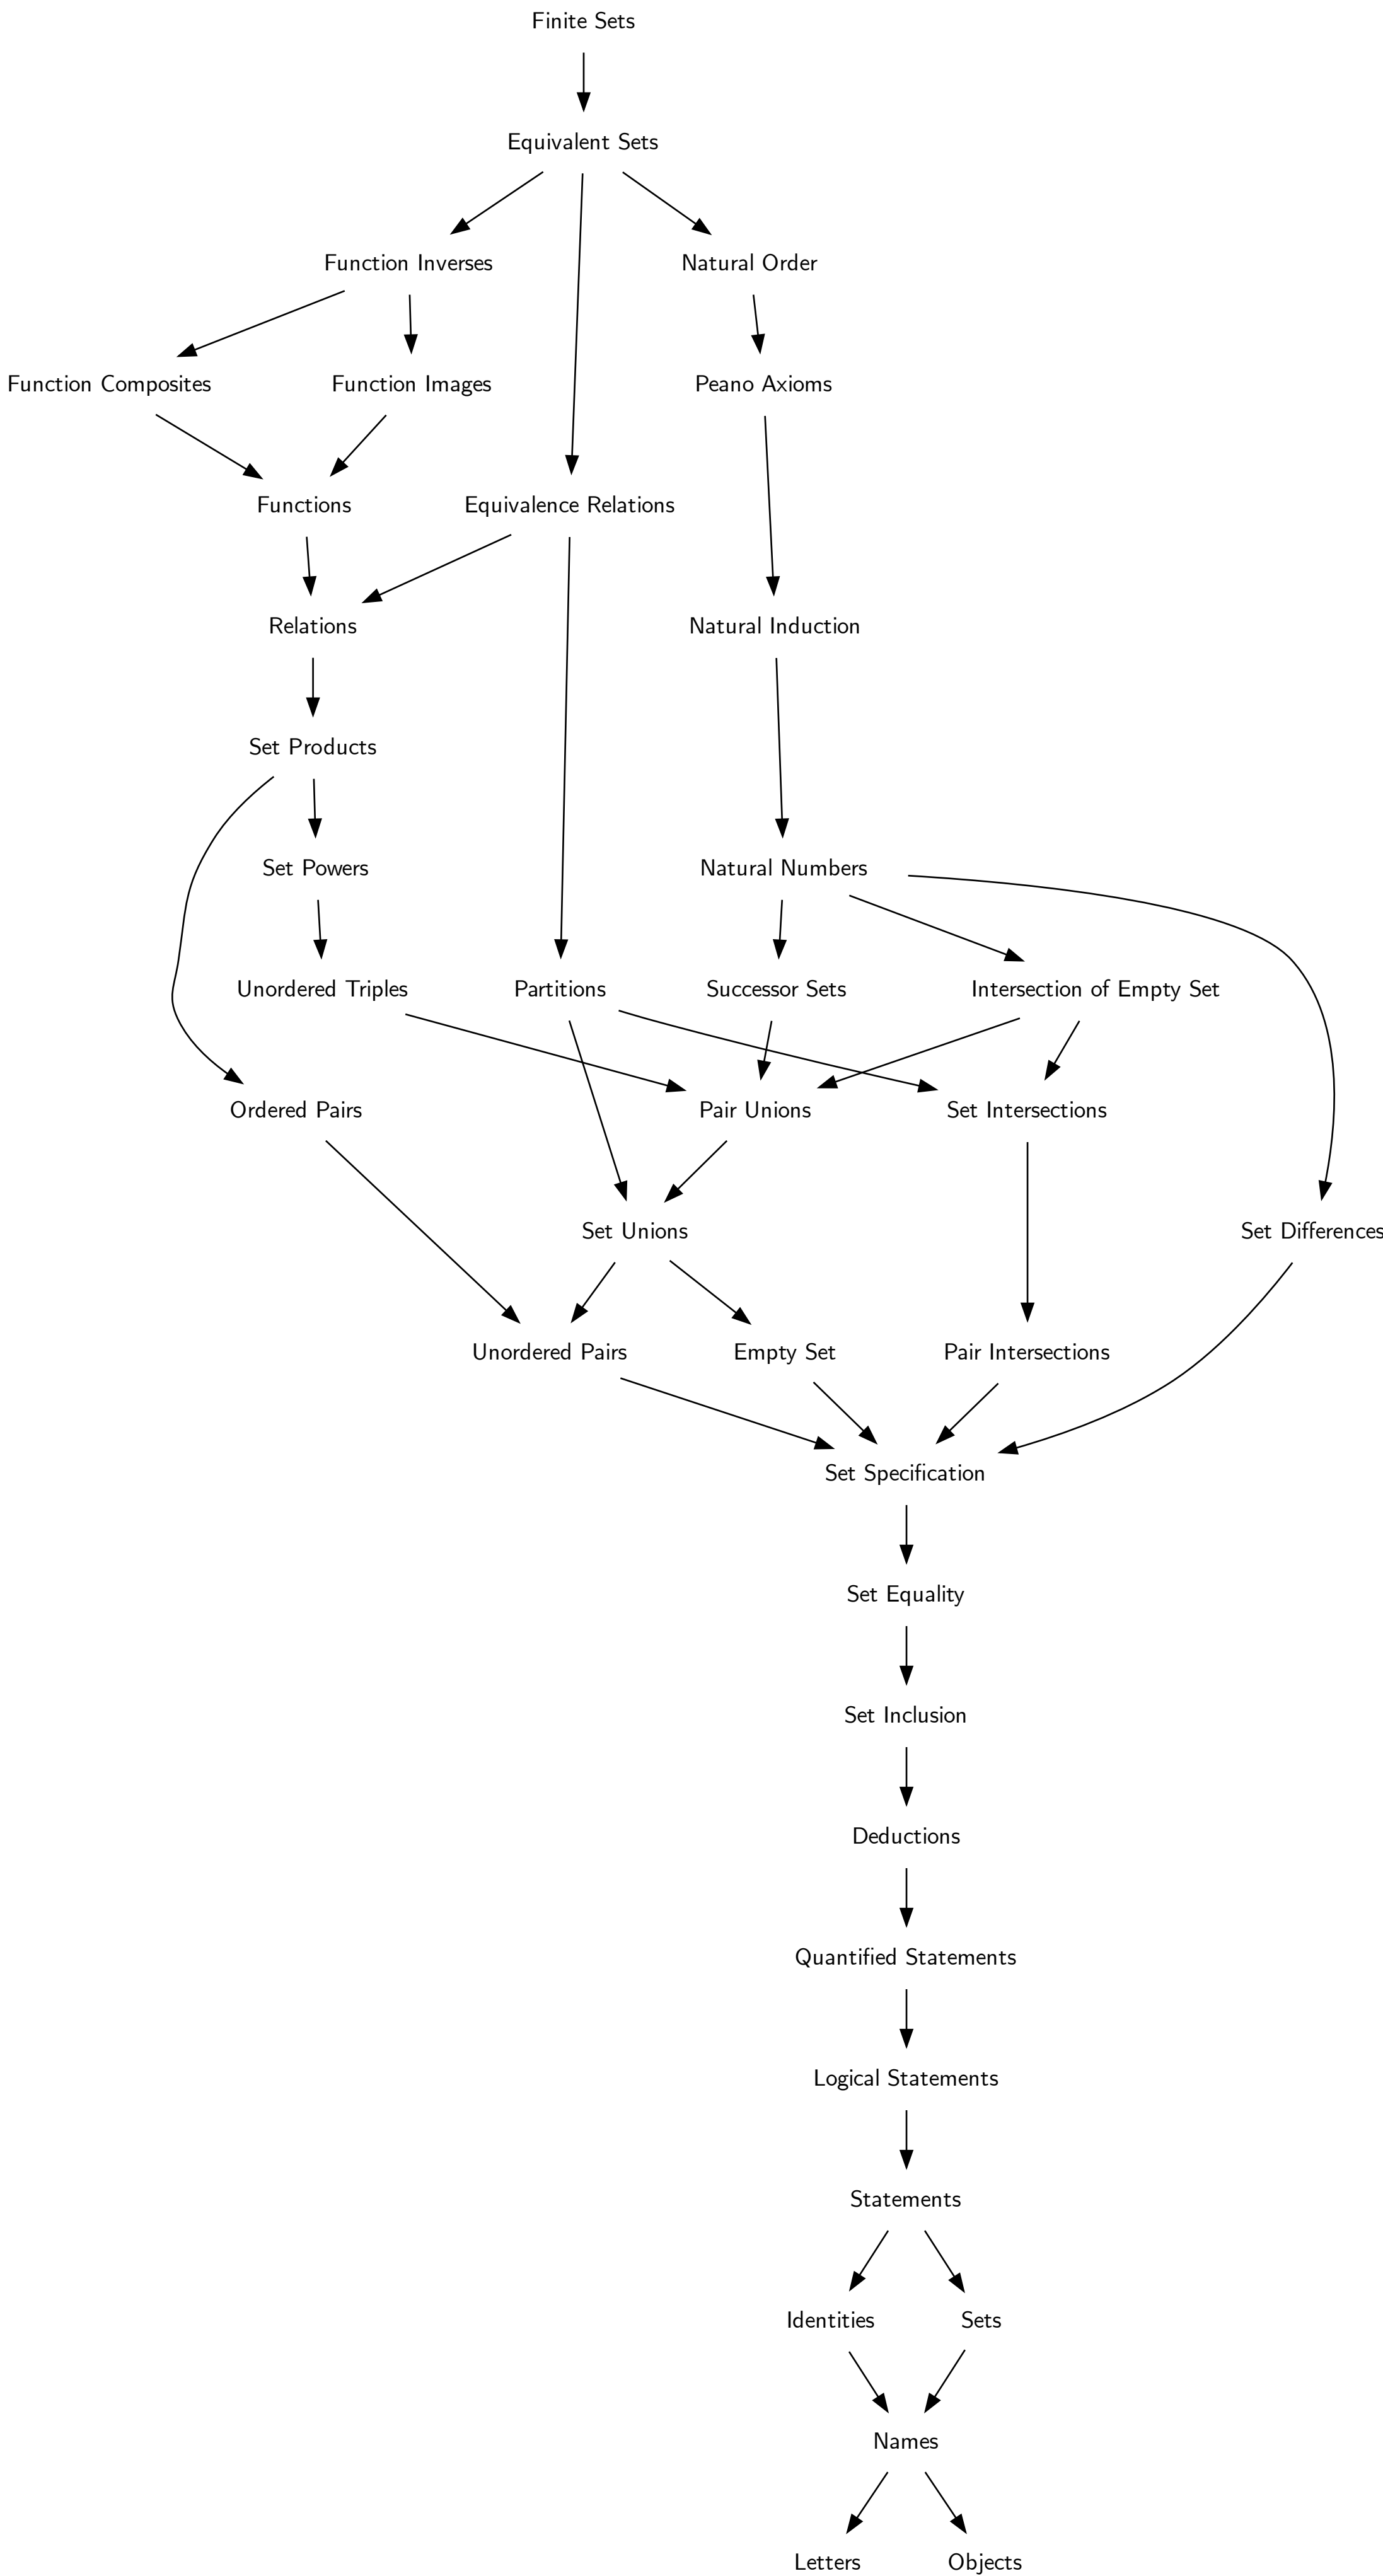 Finite Sets
Equivalent Sets
Function Inverses
Natural Order
Function Composites
Function Images
Peano Axioms
Functions
Equivalence Relations
Relations
Natural Induction
Set Products
Set Powers
Natural Numbers
Unordered Triples
Partitions
Successor Sets
Intersection of Empty Set
Ordered Pairs
Pair Unions
Set Intersections
Set Unions
Set Differences
Unordered Pairs
Empty Set
Pair Intersections
Set Specification
Set Equality
Set Inclusion
Deductions
Quantified Statements
Logical Statements
Statements
Identities
Sets
Names
Letters
Objects